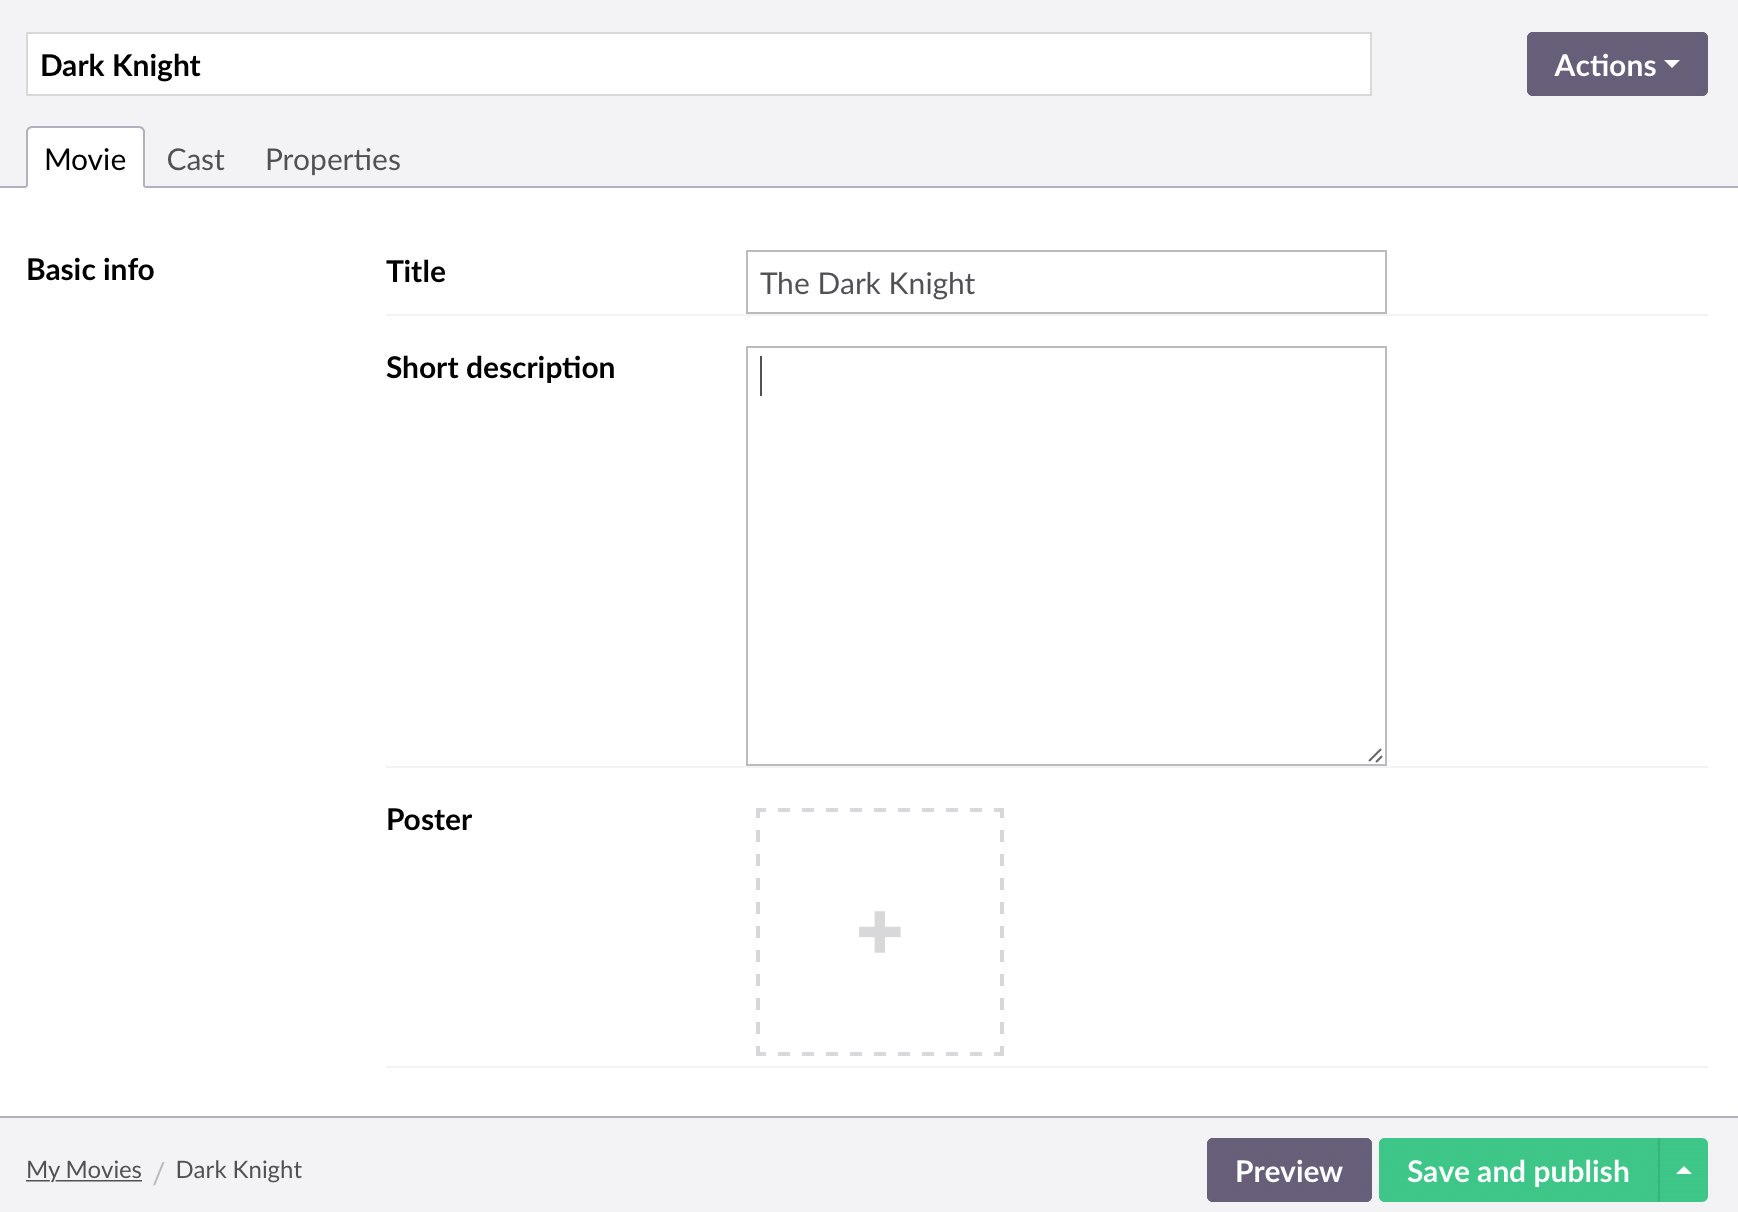 Dark Knight
Actions
Movie Cast Properties
Basic info
Title
The Dark Knight
Short description
Poster
My Movies / Dark Knight
Preview
Save and publish